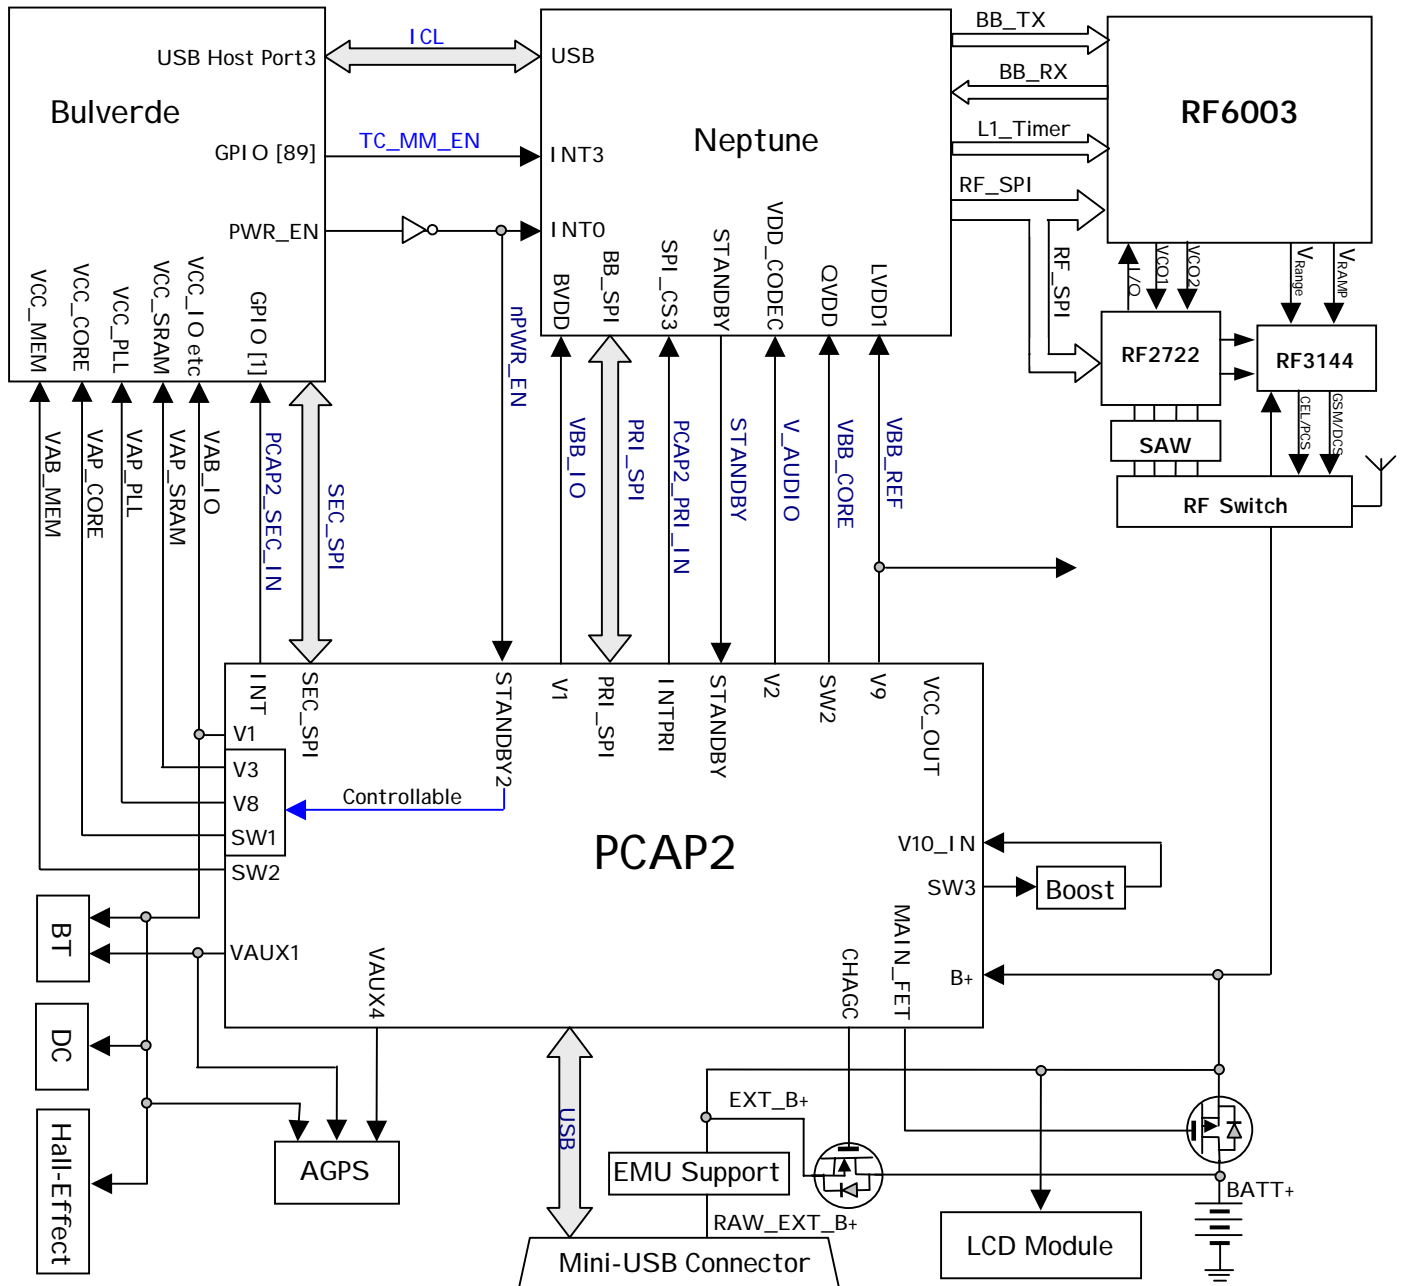 ICL
BB_TX
USB Host Port3
USB
BB_RX
Bulverde
RF6003
Neptune
L1_Timer
TC_MM_EN
GPIO [89]
INT3
RF_SPI
PWR_EN
INT0
VCC_MEM
VCC_CORE
VCC_PLL
VCC_SRAM
VCC_IO etc
GPIO [1]
nPWR_EN
BVDD
BB_SPI
SPI_CS3
STANDBY
VDD_CODEC
QVDD
LVDD1
RF_SPI
I/Q
VCO1
VCO2
VRange
VRAMP
RF2722
RF3144
CEL/PCS
GSM/DCS
SAW
RF Switch
VAB_MEM
VAP_CORE
VAP_PLL
VAP_SRAM
VAB_IO
PCAP2_SEC_IN
SEC_SPI
VBB_IO
PRI_SPI
PCAP2_PRI_IN
STANDBY
V_AUDIO
VBB_CORE
VBB_REF
INT
SEC_SPI
STANDBY2
V1
PRI_SPI
INTPRI
STANDBY
V2
SW2
V9
VCC_OUT
V1
V3
V8
SW1
SW2
Controllable
PCAP2
V10_IN
SW3
Boost
BT
VAUX1
VAUX4
CHAGC
MAIN_FET
B+
DC
Hall-Effect
AGPS
USB
EXT_B+
EMU Support
RAW_EXT_B+
BATT+
LCD Module
Mini-USB Connector